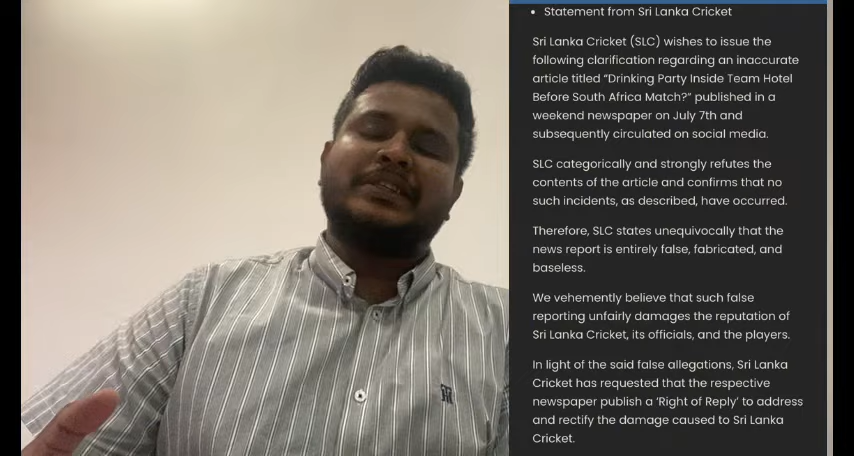 • Statement from Sri Lanka Cricket
Sri Lanka Cricket (SLC) wishes to issue the
following clarification regarding an inaccurate
article titled “Drinking Party Inside Team Hotel
Before South Africa Match?” published in a
weekend newspaper on July 7th and
subsequently circulated on social media.
SLC categorically and strongly refutes the
contents of the article and confirms that no
such incidents, as described, have occurred.
Therefore, SLC states unequivocally that the
news report is entirely false, fabricated, and
baseless.
We vehemently believe that such false
reporting unfairly damages the reputation of
Sri Lanka Cricket, its officials, and the players.
In light of the said false allegations, Sri Lanka
Cricket has requested that the respective
newspaper publish a ‘Right of Reply’ to address
and rectify the damage caused to Sri Lanka
Cricket.